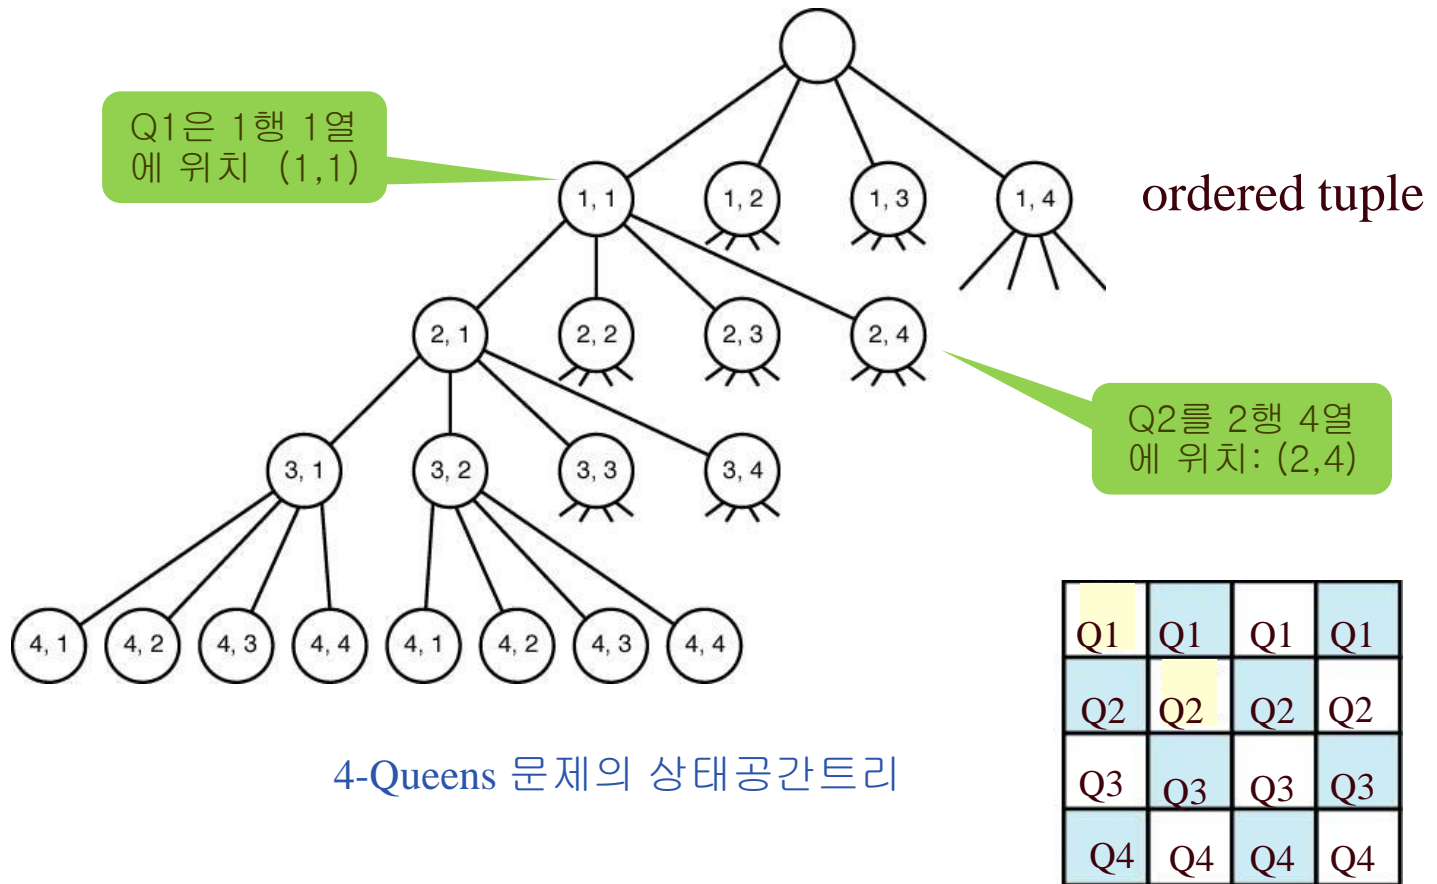 Q1은 1행 1열
에 위치 (1,1)
1, 1
1, 2
1, 3
1, 4
ordered tuple
2, 1
2, 2
2, 3
2, 4
Q2를 2행 4열
에 위치: (2,4)
3, 1
3, 2
3, 3
3, 4
4, 1
4, 2
4, 3
4, 4
4, 1
4, 2
4, 3
4, 4
4-Queens 문제의 상태공간트리
Q1 Q1 Q1 Q1
Q2 Q2 Q2 Q2
Q3 Q3 Q3 Q3
Q4 Q4 Q4 Q4